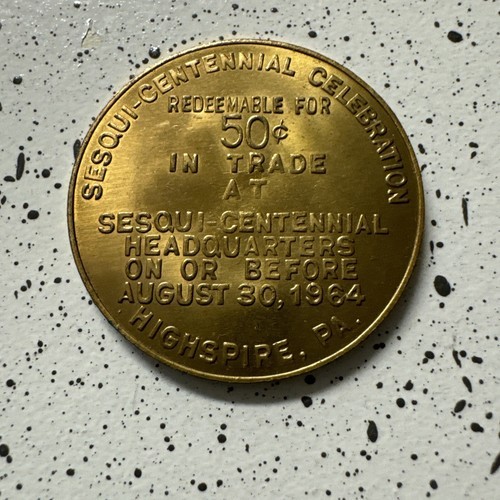 SESQUI-CENTENNIAL CELEBRATION
REDEEMABLE FOR
50¢
IN TRADE
AT
SESQUI-CENTENNIAL
HEADQUARTERS
ON OR BEFORE
AUGUST 30, 1964
HIGHSPIRE, PA.